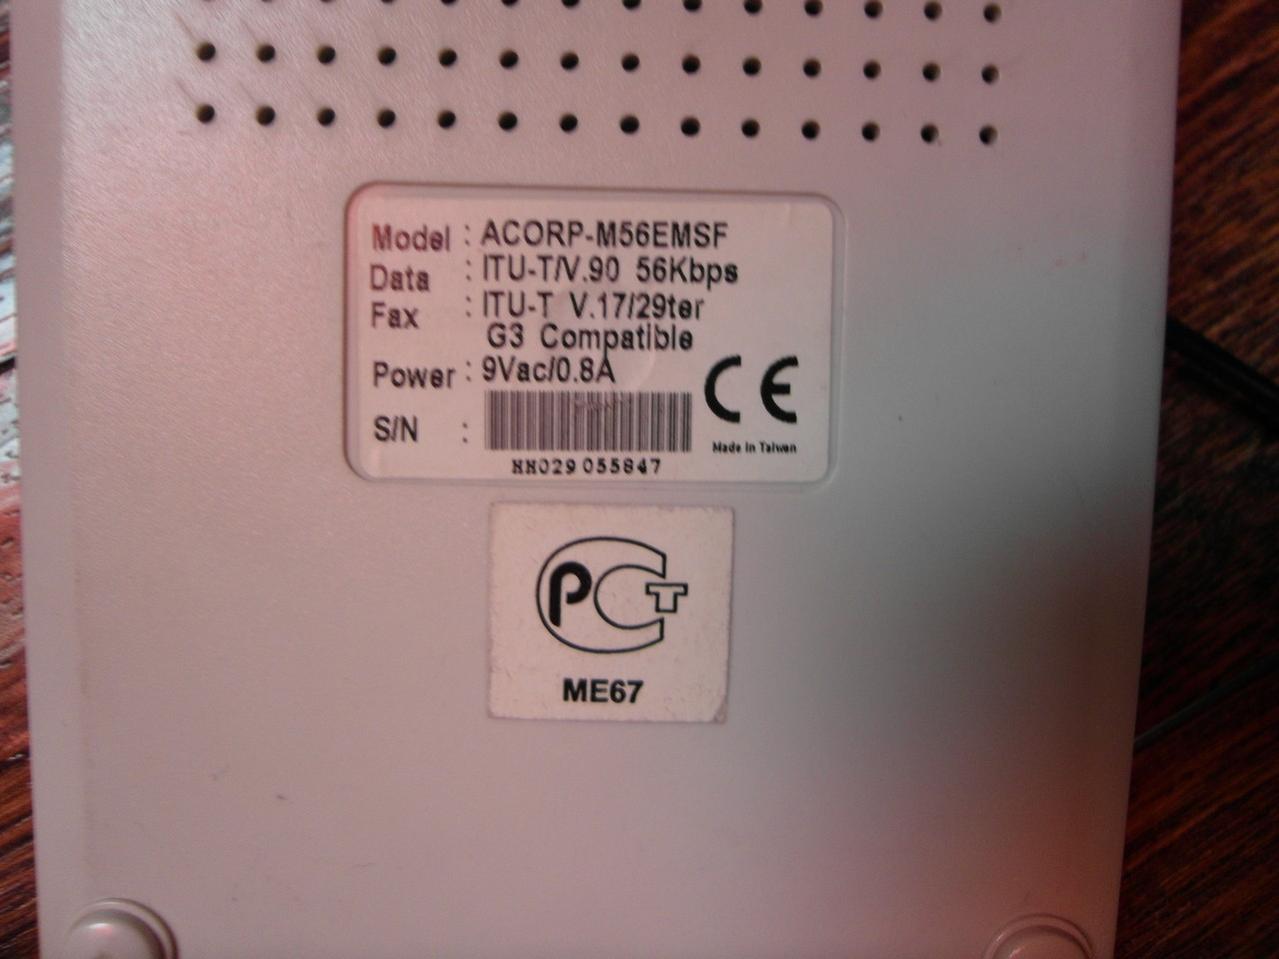 Model : ACORP-M56EMSF
Data : ITU-T/V.90 56Kbps
Fax : ITU-T V.17/29ter
G3 Compatible
Power : 9Vac/0.8A
CE
S/N :
Made in Taiwan
HH029 055847
РСТ
ME67